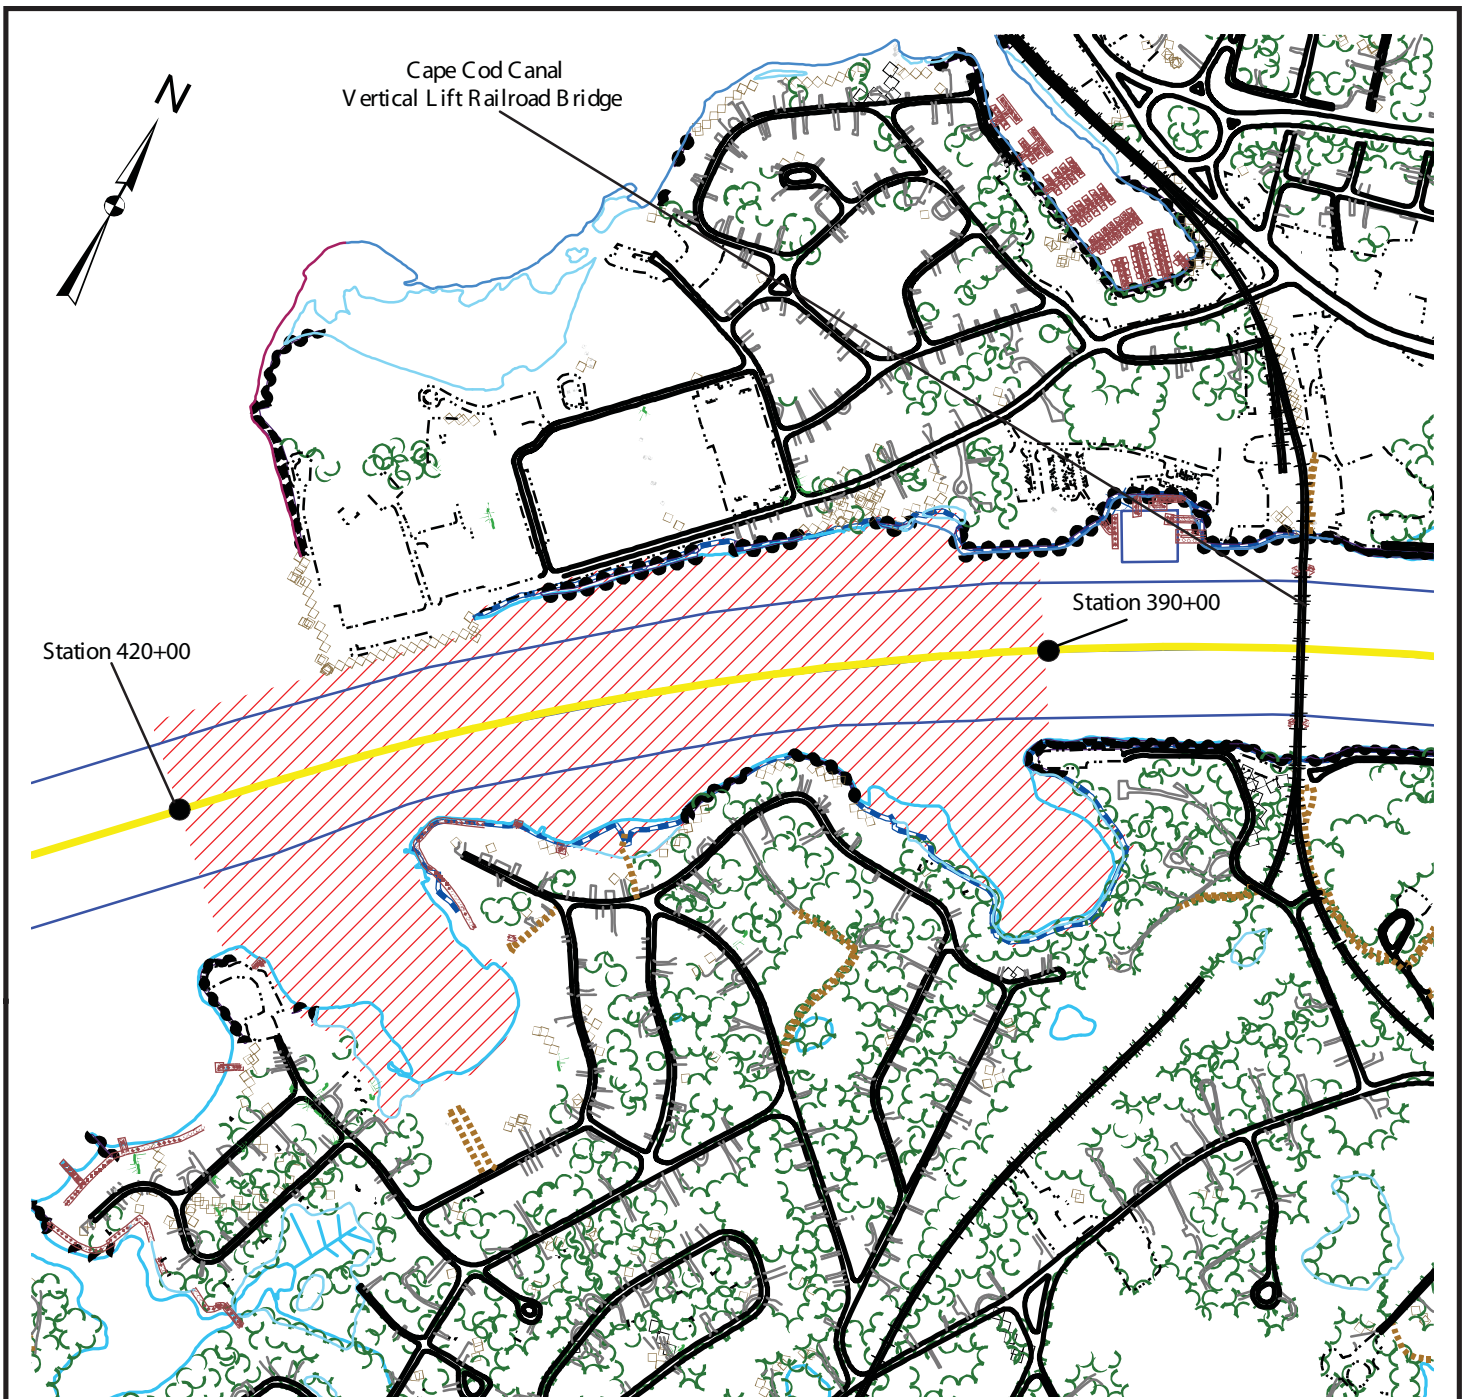 Cape Cod Canal
Vertical Lift Railroad Bridge
N
Station 390+00
Station 420+00